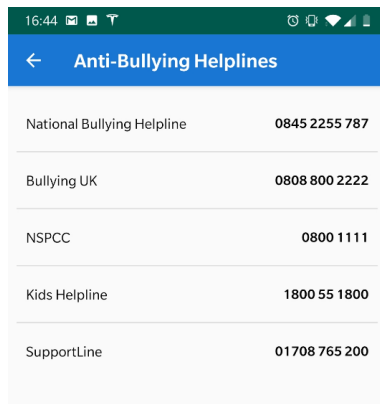 16:44
Anti-Bullying Helplines
National Bullying Helpline 0845 2255 787
Bullying UK 0808 800 2222
NSPCC 0800 1111
Kids Helpline 1800 55 1800
SupportLine 01708 765 200